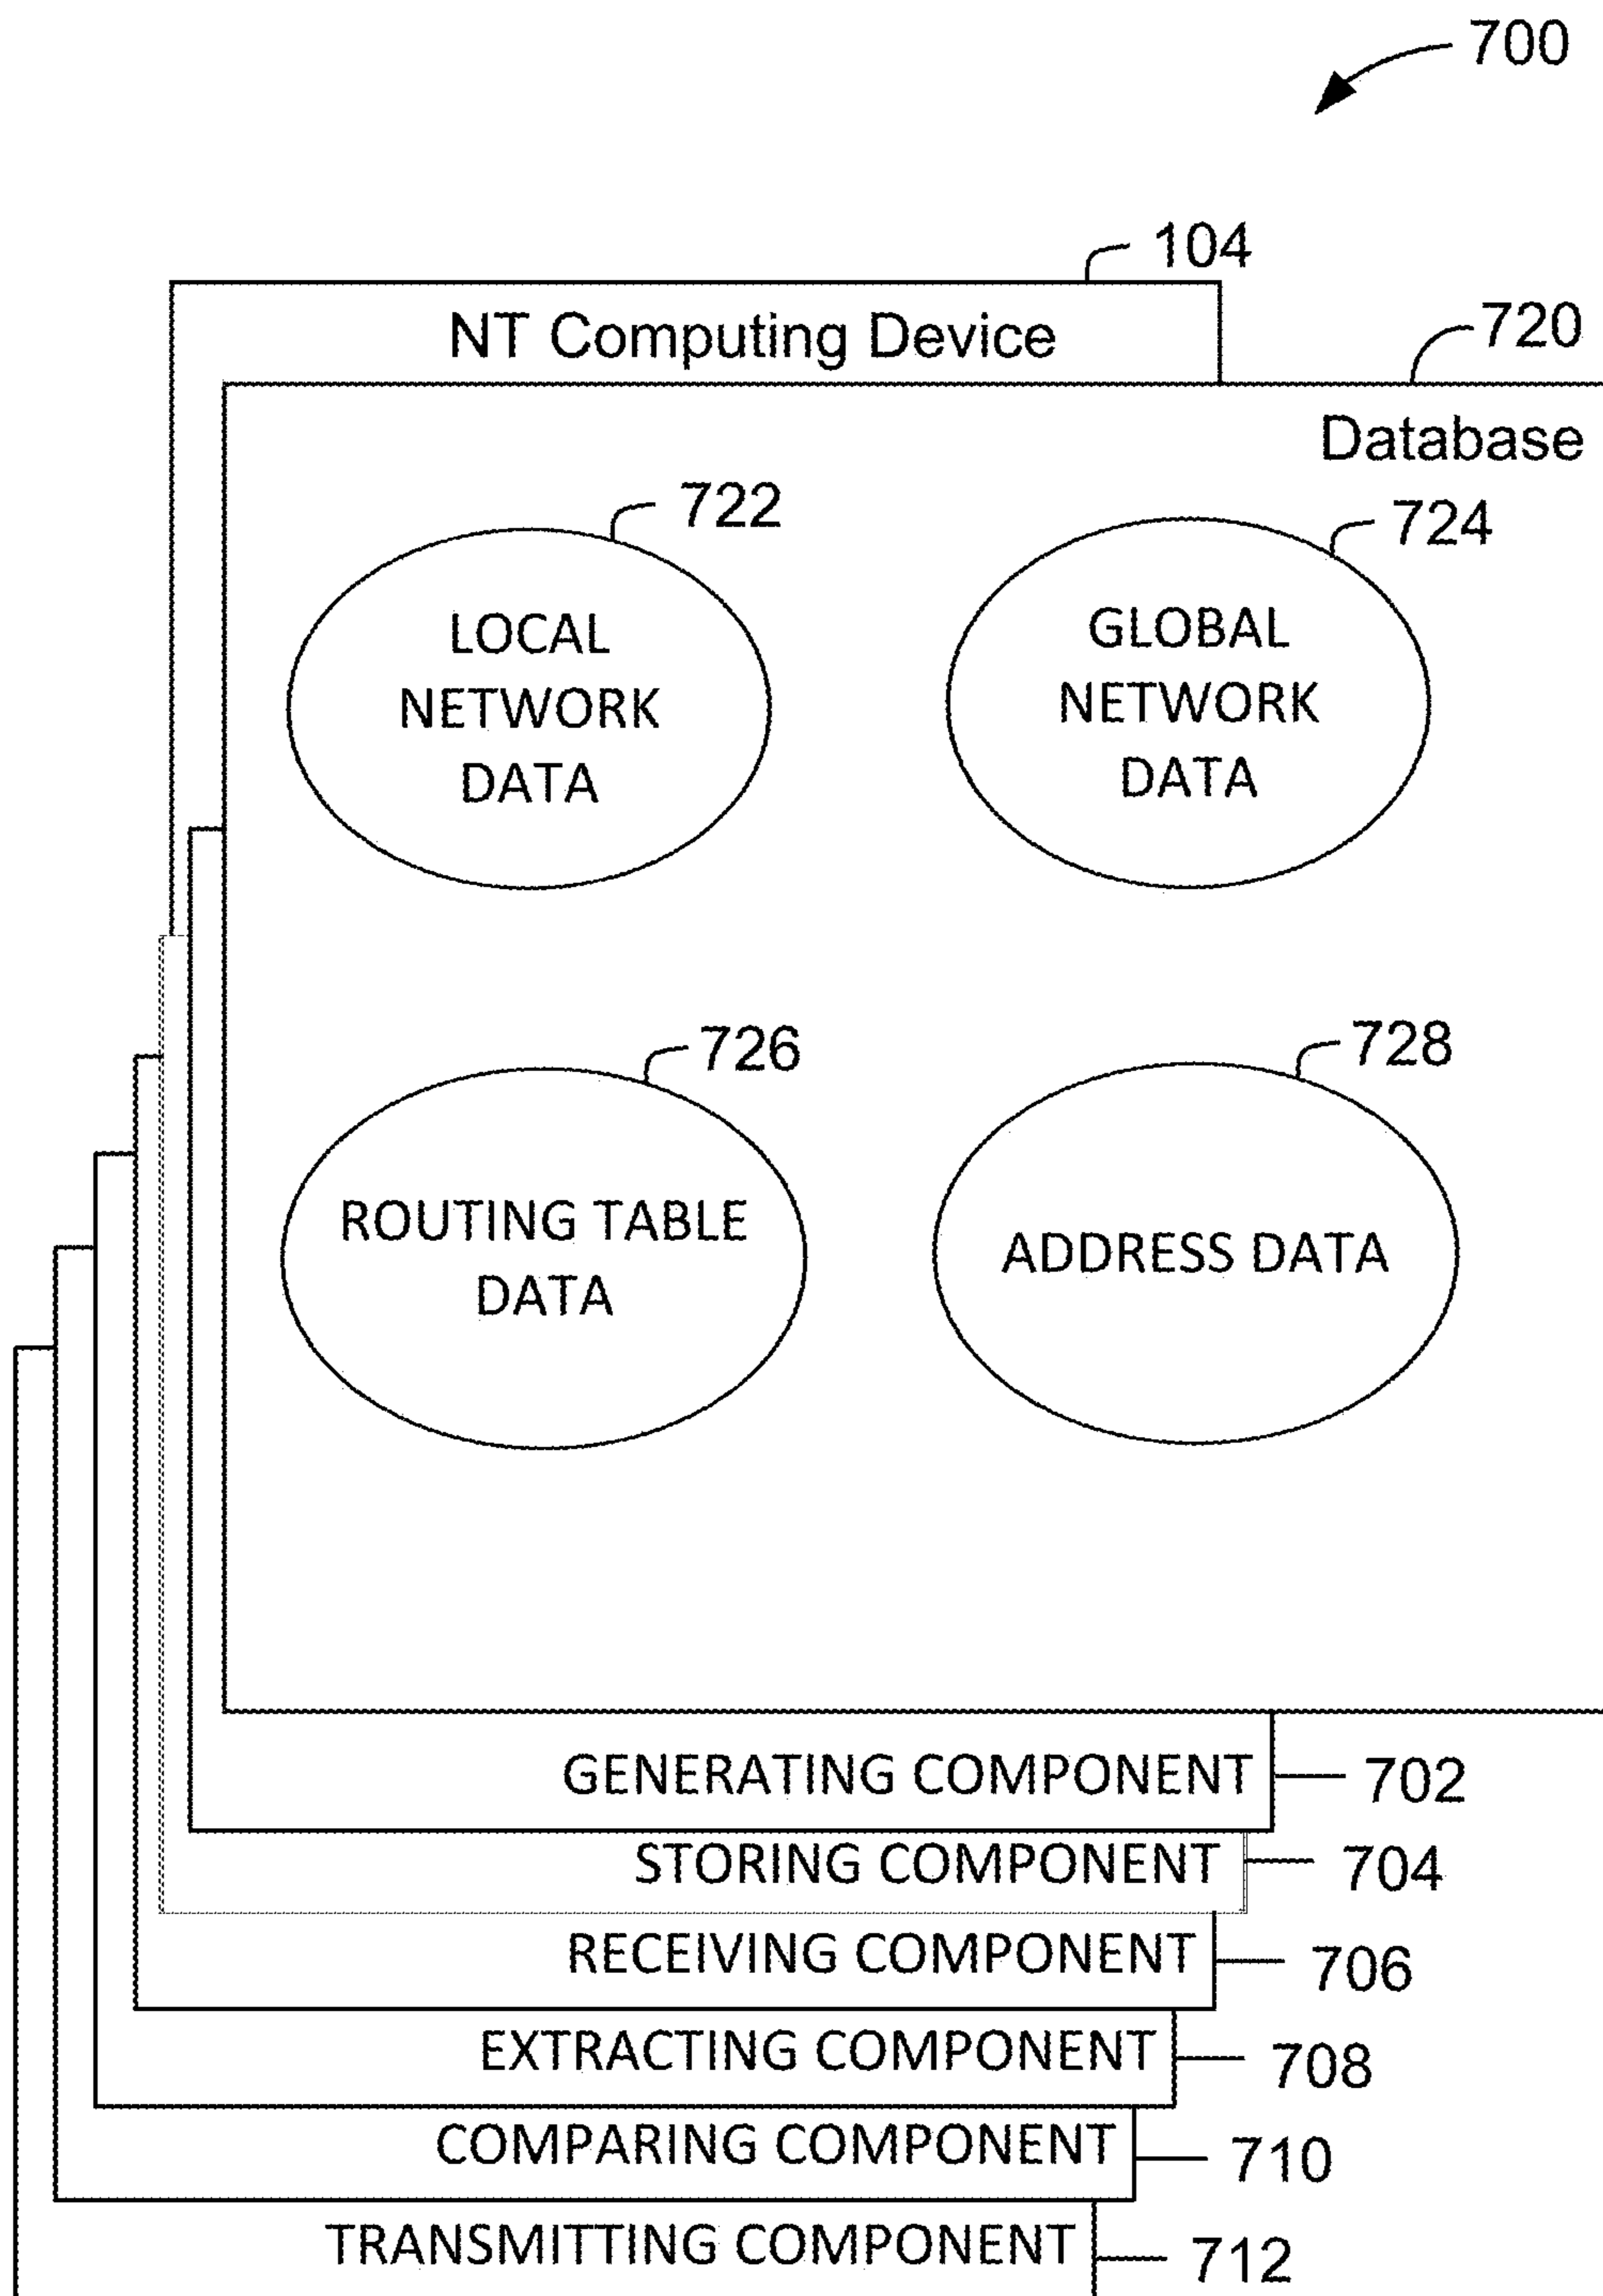 700
104
NT Computing Device
720
Database
722
724
LOCAL
NETWORK
DATA
GLOBAL
NETWORK
DATA
726
728
ROUTING TABLE
DATA
ADDRESS DATA
GENERATING COMPONENT
702
STORING COMPONENT
704
RECEIVING COMPONENT
706
EXTRACTING COMPONENT
708
COMPARING COMPONENT
710
TRANSMITTING COMPONENT
712